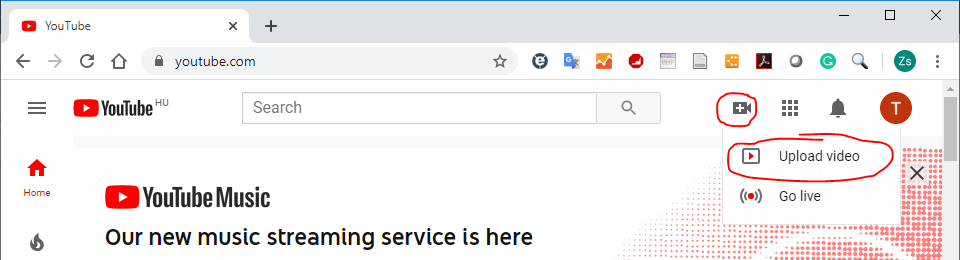 YouTube
youtube.com
Zs
YouTube HU
Search
T
Upload video
Home
Go live
YouTube Music
Our new music streaming service is here